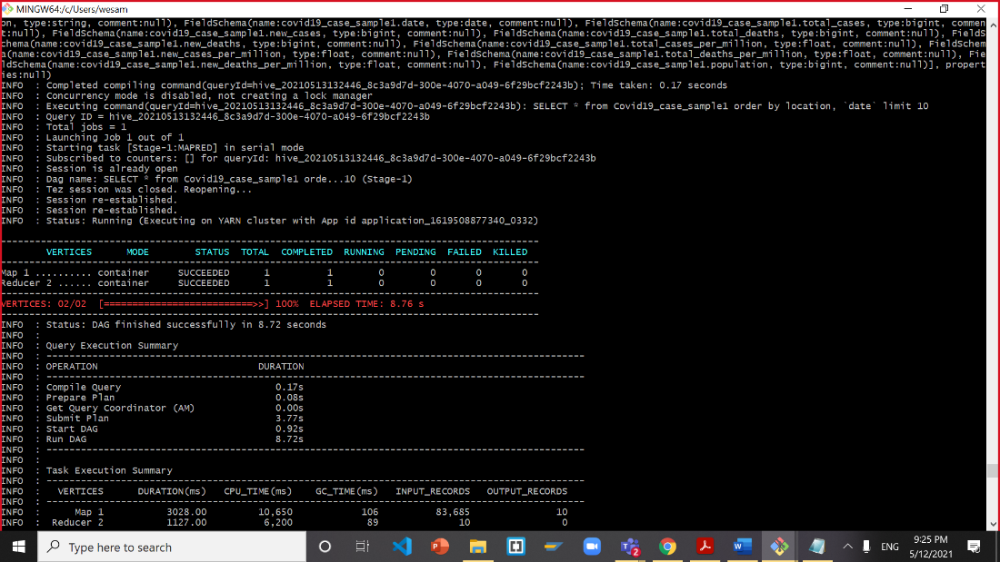 MINGW64:/c/Users/wesam
on, type:string, comment:null), FieldSchema(name:covid19_case_sample1.date, type:date, comment:null), FieldSchema(name:covid19_case_sample1.total_cases, type:bigint, commen
t:null), FieldSchema(name:covid19_case_sample1.new_cases, type:bigint, comment:null), FieldSchema(name:covid19_case_sample1.total_deaths, type:bigint, comment:null), FieldS
chema(name:covid19_case_sample1.new_deaths, type:bigint, comment:null), FieldSchema(name:covid19_case_sample1.total_cases_per_million, type:float, comment:null), FieldSchem
a(name:covid19_case_sample1.new_cases_per_million, type:float, comment:null), FieldSchema(name:covid19_case_sample1.total_deaths_per_million, type:float, comment:null), Fie
ldSchema(name:covid19_case_sample1.new_deaths_per_million, type:float, comment:null), FieldSchema(name:covid19_case_sample1.population, type:bigint, comment:null)], propert
ies:null)
INFO : Completed compiling command(queryId=hive_20210513132446_8c3a9d7d-300e-4070-a049-6f29bcf2243b); Time taken: 0.17 seconds
INFO : Concurrency mode is disabled, not creating a lock manager
INFO : Executing command(queryId=hive_20210513132446_8c3a9d7d-300e-4070-a049-6f29bcf2243b): SELECT * from Covid19_case_sample1 order by location, `date` limit 10
INFO : Query ID = hive_20210513132446_8c3a9d7d-300e-4070-a049-6f29bcf2243b
INFO : Total jobs = 1
INFO : Launching Job 1 out of 1
INFO : Starting task [Stage-1:MAPRED] in serial mode
INFO : Subscribed to counters: [] for queryId: hive_20210513132446_8c3a9d7d-300e-4070-a049-6f29bcf2243b
INFO : Session is already open
INFO : Dag name: SELECT * from Covid19_case_sample1 orde...10 (Stage-1)
INFO : Tez session was closed. Reopening...
INFO : Session re-established.
INFO : Session re-established.
INFO : Status: Running (Executing on YARN cluster with App id application_1619508877340_0332)
----------------------------------------------------------------------------------------------
VERTICES MODE STATUS TOTAL COMPLETED RUNNING PENDING FAILED KILLED
----------------------------------------------------------------------------------------------
Map 1 .......... container SUCCEEDED 1 1 0 0 0 0
Reducer 2 ...... container SUCCEEDED 1 1 0 0 0 0
----------------------------------------------------------------------------------------------
VERTICES: 02/02 [==========================>>] 100% ELAPSED TIME: 8.76 s
----------------------------------------------------------------------------------------------
INFO : Status: DAG finished successfully in 8.72 seconds
INFO :
INFO : Query Execution Summary
INFO : ----------------------------------------------------------------------------------------------
INFO : OPERATION DURATION
INFO : ----------------------------------------------------------------------------------------------
INFO : Compile Query 0.17s
INFO : Prepare Plan 0.08s
INFO : Get Query Coordinator (AM) 0.00s
INFO : Submit Plan 3.77s
INFO : Start DAG 0.92s
INFO : Run DAG 8.72s
INFO : ----------------------------------------------------------------------------------------------
INFO :
INFO : Task Execution Summary
INFO : ----------------------------------------------------------------------------------------------
INFO : VERTICES DURATION(ms) CPU_TIME(ms) GC_TIME(ms) INPUT_RECORDS OUTPUT_RECORDS
INFO : ----------------------------------------------------------------------------------------------
INFO : Map 1 3028.00 10,650 106 83,685 10
INFO : Reducer 2 1127.00 6,200 89 10 0
Type here to search
2
ENG
9:25 PM
5/12/2021